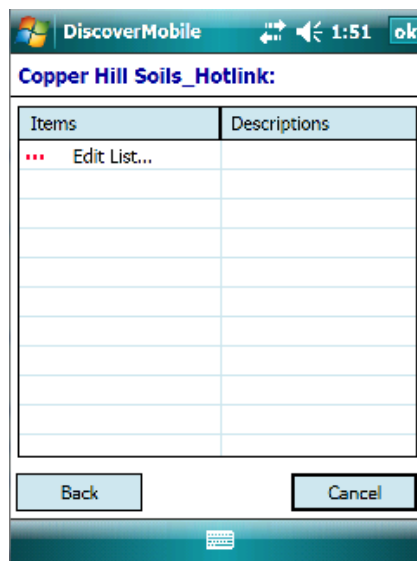 DiscoverMobile 1:51 ok
Copper Hill Soils_Hotlink:
Items Descriptions
Edit List...
Back Cancel